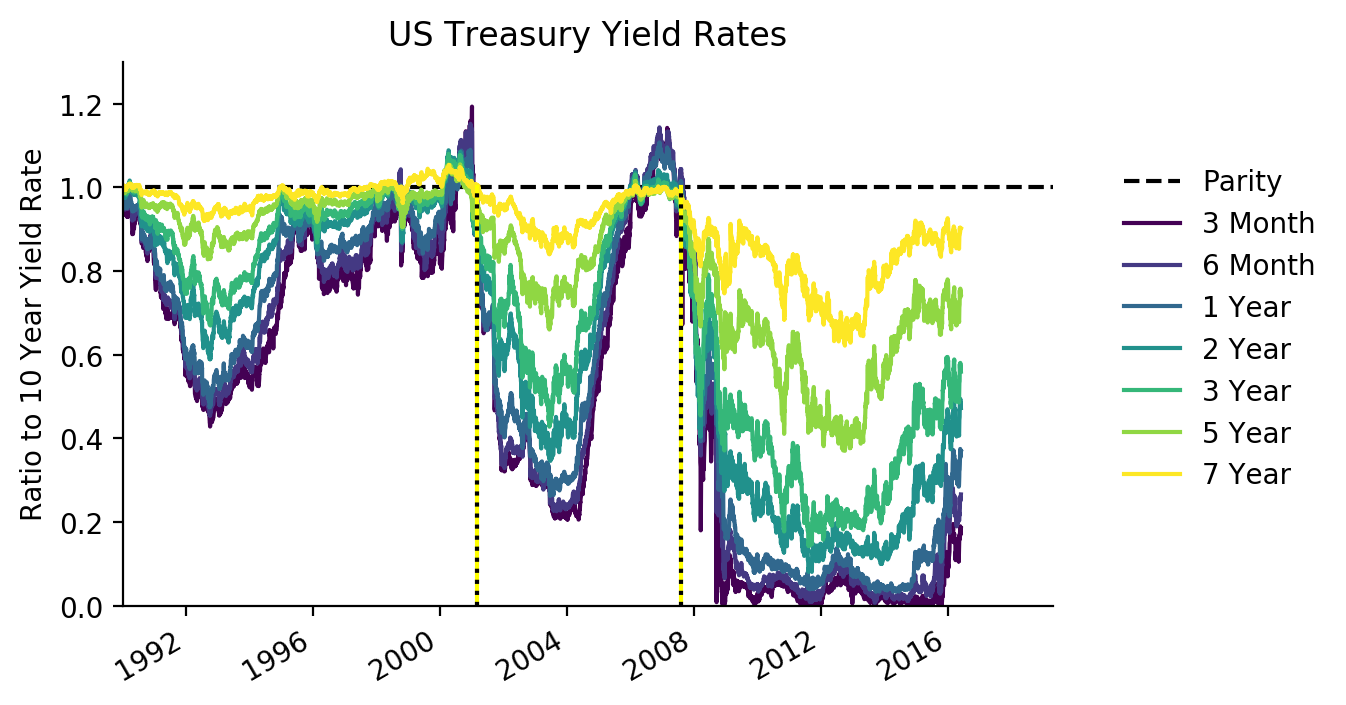 US Treasury Yield Rates
Ratio to 10 Year Yield Rate
1.2
1.0
0.8
0.6
0.4
0.2
0.0
1992
1996
2000
2004
2008
2012
2016
Parity
3 Month
6 Month
1 Year
2 Year
3 Year
5 Year
7 Year